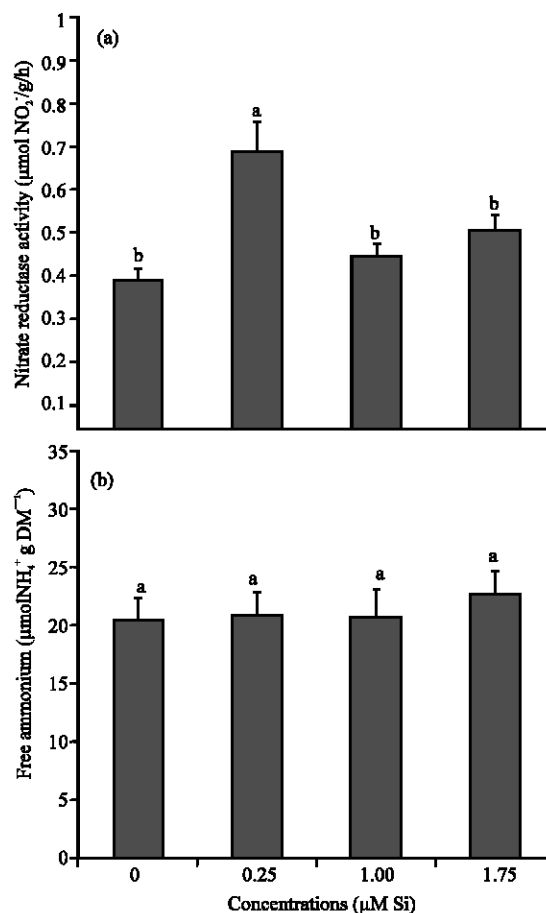 (a)
Nitrate reductase activity (µmol NO₂⁻/g/h)
1
0.9
0.8
0.7
0.6
0.5
0.4
0.3
0.2
0.1
b
a
b
b
(b)
Free ammonium (µmolNH₄⁺ g DM⁻¹)
35
30
25
20
15
10
5
0
a
a
a
a
0 0.25 1.00 1.75
Concentrations (µM Si)